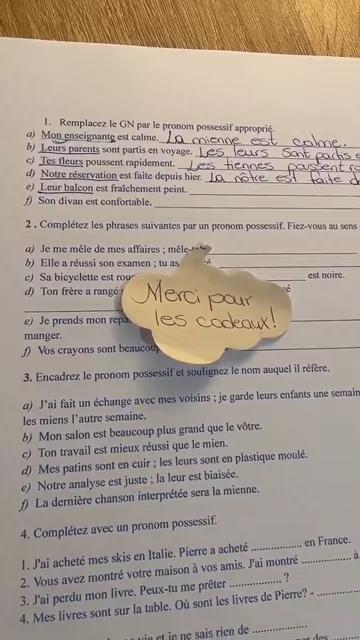 1. Remplacez le GN par le pronom possessif approprié.
a) Mon enseignante est calme. La mienne est calme.
b) Leurs parents sont partis en voyage. Les leurs sont partis
c) Tes fleurs poussent rapidement. Les tiennes poussent
d) Notre réservation est faite depuis hier. La nôtre est faite
e) Leur balcon est fraîchement peint.
f) Son divan est confortable.
2. Complétez les phrases suivantes par un pronom possessif. Fiez-vous au sens
a) Je me mêle de mes affaires ; mêle-
b) Elle a réussi son examen ; tu as
c) Sa bicyclette est est noire.
d) Ton frère a rangé
Merci pour
les cadeaux!
e) Je prends mon
manger.
f) Vos crayons sont
3. Encadrez le pronom possessif et soulignez le nom auquel il réfère.
a) J'ai fait un échange avec mes voisins ; je garde leurs enfants une
les miens l'autre semaine.
b) Mon salon est beaucoup plus grand que le vôtre.
c) Ton travail est mieux réussi que le mien.
d) Mes patins sont en cuir ; les leurs sont en plastique moulé.
e) Notre analyse est juste ; la leur est biaisée.
f) La dernière chanson interprétée sera la mienne.
4. Complétez avec un pronom possessif.
1. J'ai acheté mes skis en Italie. Pierre a acheté .............. en France.
2. Vous avez montré votre maison à vos amis. J'ai montré .............. à
3. J'ai perdu mon livre. Peux-tu me prêter .............. ?
4. Mes livres sont sur la table. Où sont les livres de Pierre? -
et je ne sais rien de